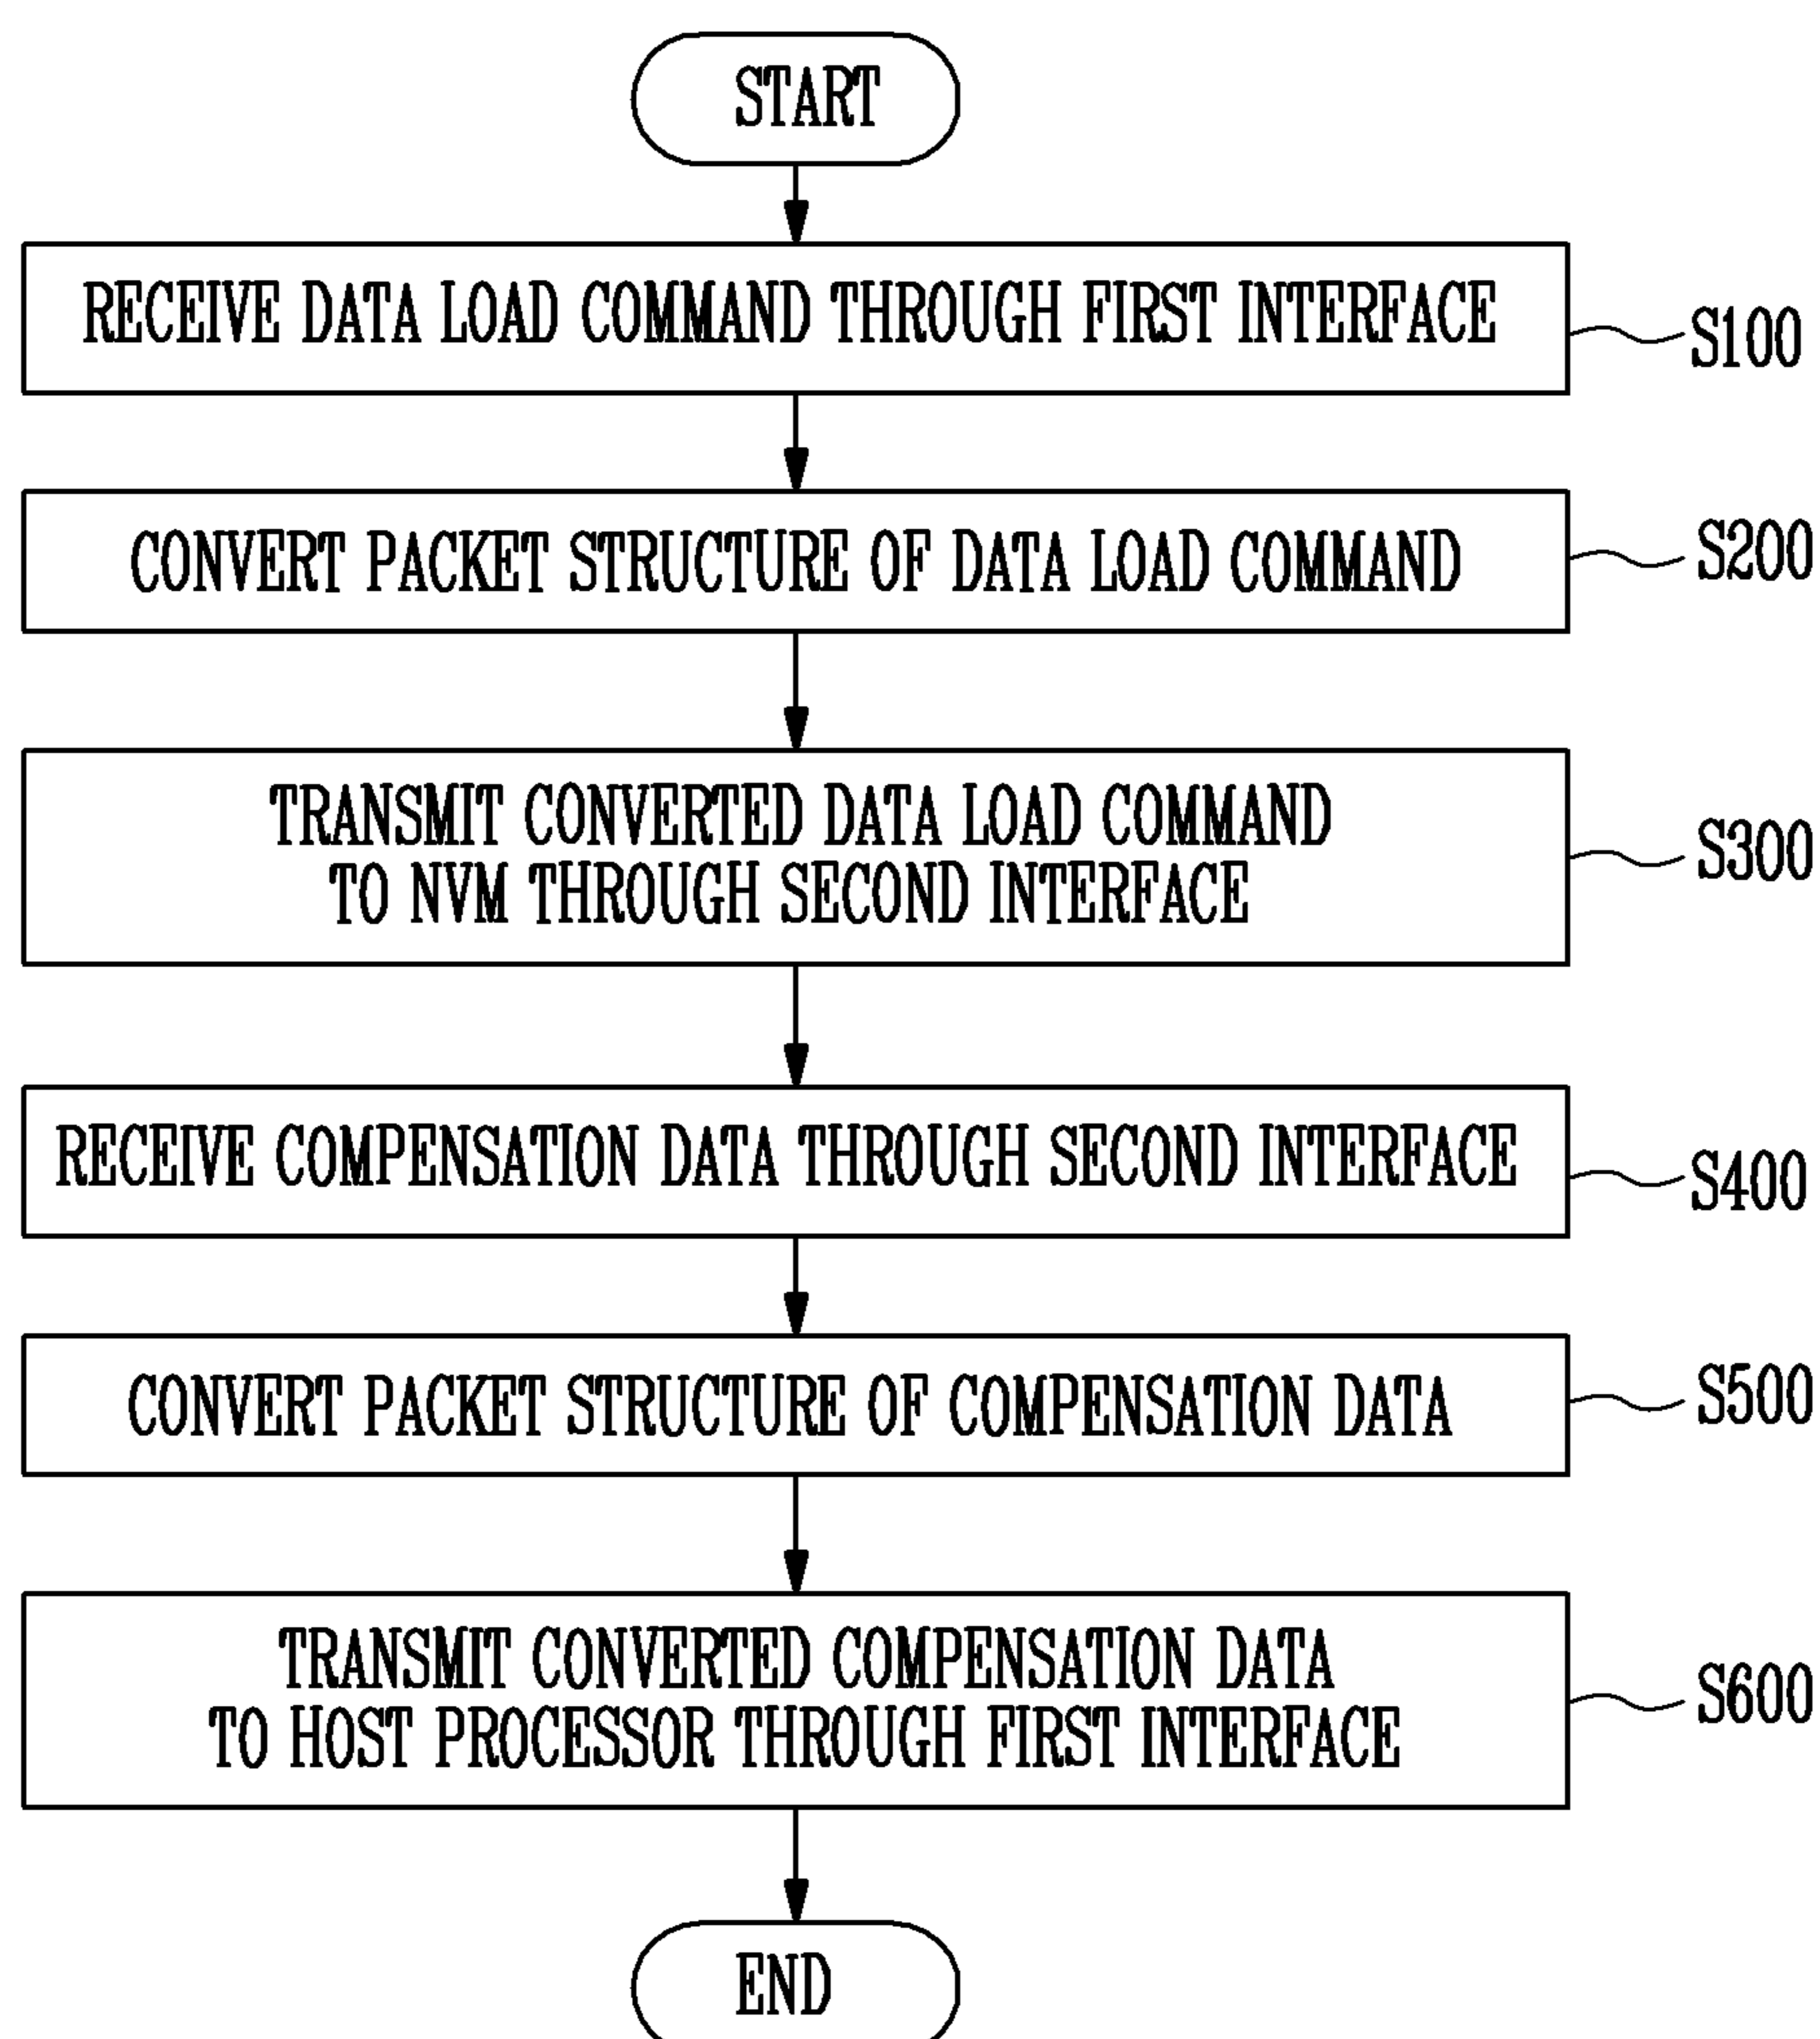 START
RECEIVE DATA LOAD COMMAND THROUGH FIRST INTERFACE
S100
CONVERT PACKET STRUCTURE OF DATA LOAD COMMAND
S200
TRANSMIT CONVERTED DATA LOAD COMMAND
TO NVM THROUGH SECOND INTERFACE
S300
RECEIVE COMPENSATION DATA THROUGH SECOND INTERFACE
S400
CONVERT PACKET STRUCTURE OF COMPENSATION DATA
S500
TRANSMIT CONVERTED COMPENSATION DATA
TO HOST PROCESSOR THROUGH FIRST INTERFACE
S600
END